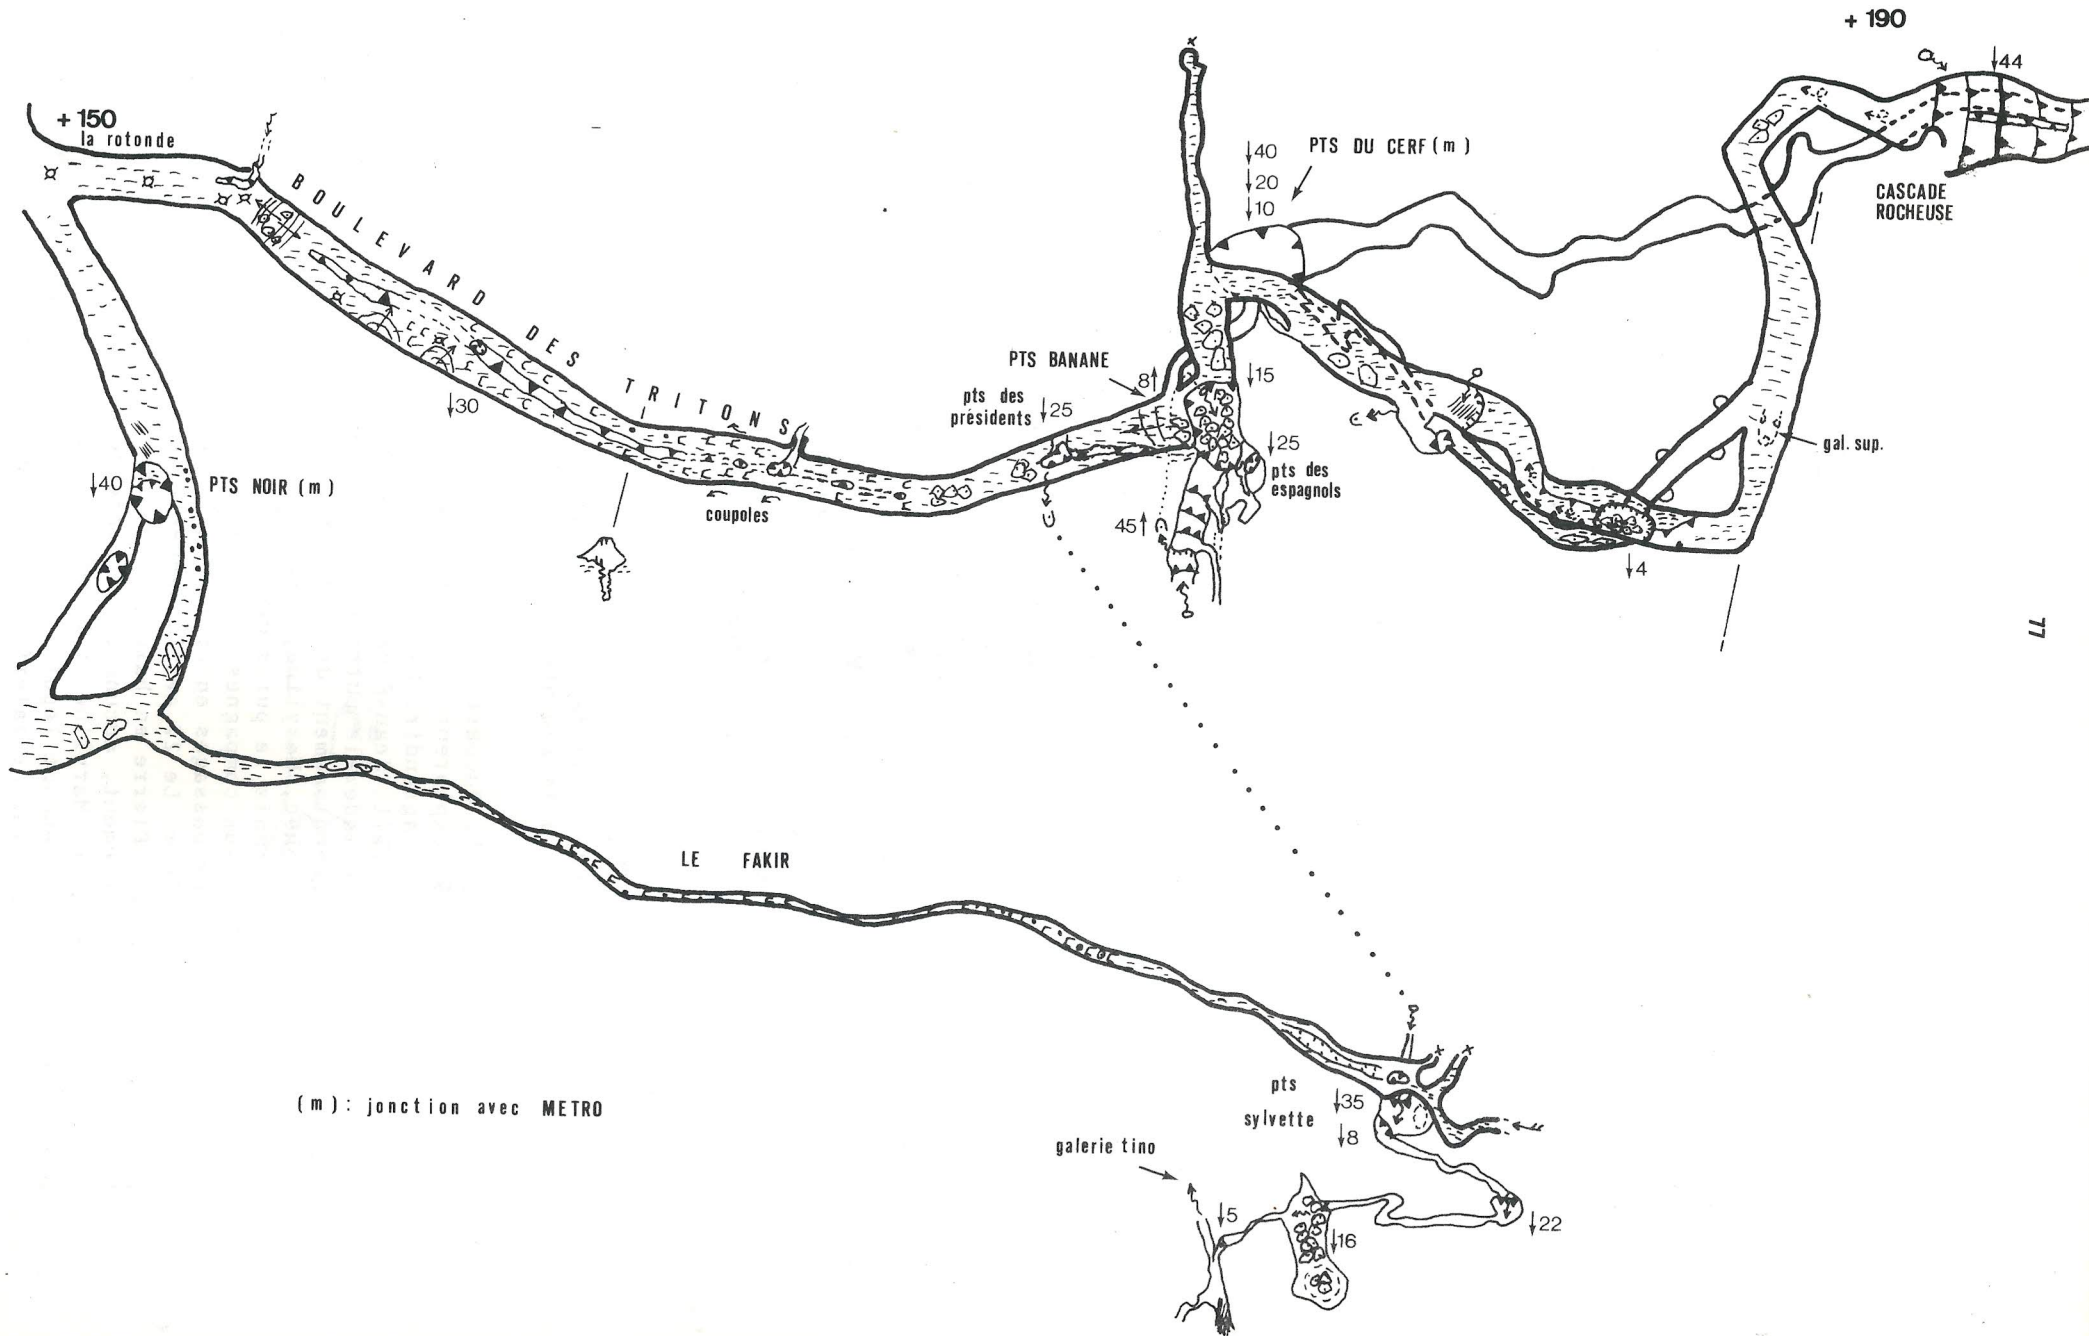 + 190
↓44
+ 150
la rotonde
BOULEVARD DES TRITONS
↓40
↓20
↓10
PTS DU CERF (m)
CASCADE
ROCHEUSE
PTS BANANE
8↑
↓15
pts des
présidents
↓25
↓30
↓25
pts des
espagnols
gal. sup.
↓40
PTS NOIR (m)
coupoles
45↑
↓4
77
LE FAKIR
(m) : jonction avec METRO
pts
sylvette
↓35
↓8
galerie tino
↓5
↓16
↓22